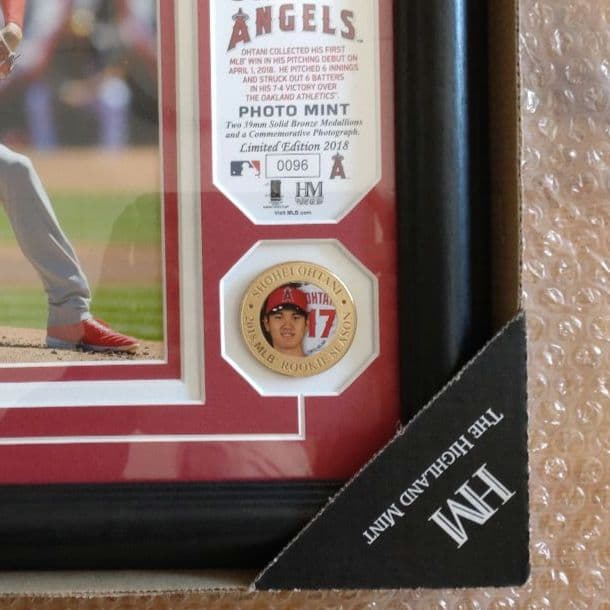 ANGELS
OHTANI COLLECTED HIS FIRST
MLB® WIN IN HIS PITCHING DEBUT ON
APRIL 1, 2018. HE PITCHED 6 INNINGS
AND STRUCK OUT 6 BATTERS
IN HIS 7-4 VICTORY OVER
THE OAKLAND ATHLETICS™.
PHOTO MINT
Two 39mm Solid Bronze Medallions
and a Commemorative Photograph.
Limited Edition 2018
0096
HM
Visit MLB.com
SHOHEI OHTANI
OHTANI
17
2018 MLB ROOKIE SEASON
HM
THE HIGHLAND MINT